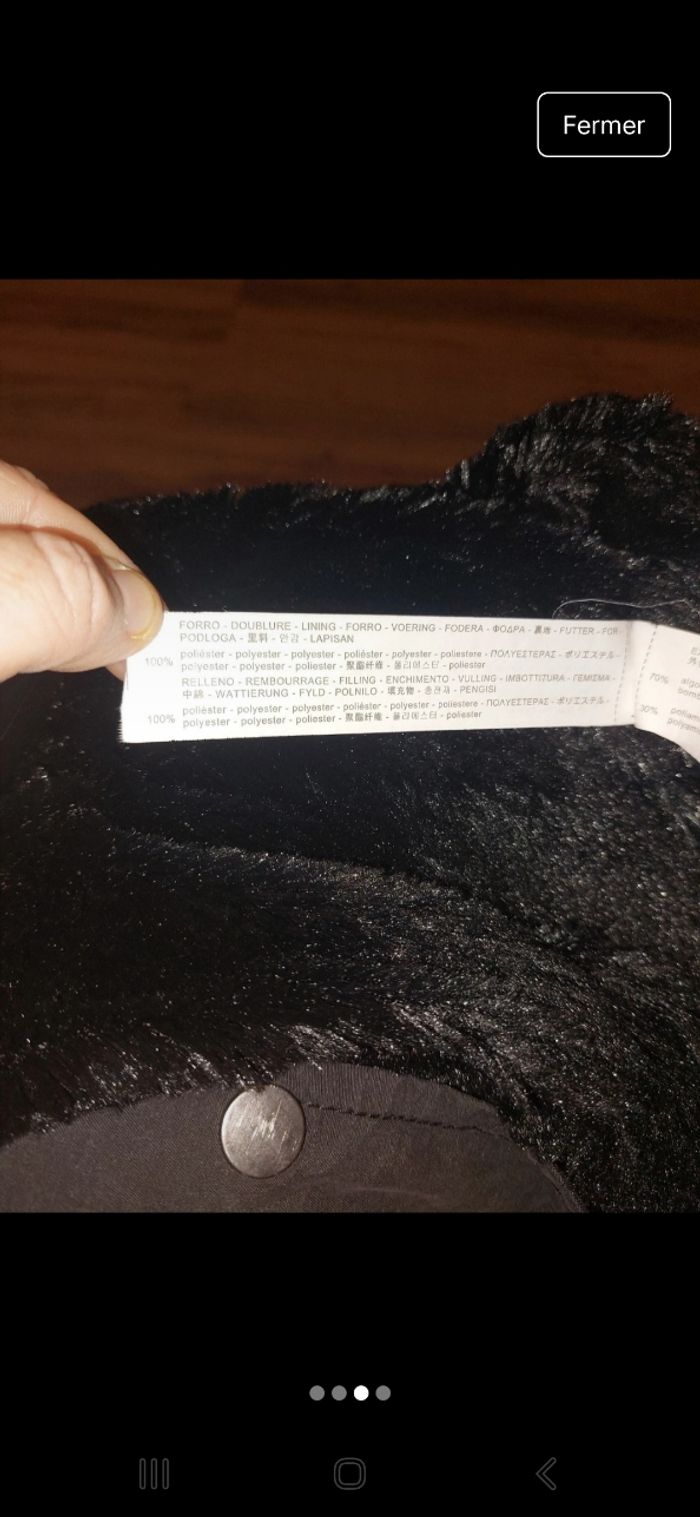 Fermer
FORRO - DOUBLURE - LINING - FORRO - VOERING - FODERA - ΦΟΔΡΑ - 裏地 - FUTTER - FOR-
PODLOGA - 里料 - 안감 - LAPISAN
100% poliéster - polyester - polyester - poliéster - polyester - poliestere - ΠΟΛΥΕΣΤΕΡΑΣ - ポリエステル -
polyester - polyester - poliester - 聚酯纤维 - 폴리에스터 - poliester
RELLENO - REMBOURRAGE - FILLING - ENCHIMENTO - VULLING - IMBOTTITURA - ΓΕΜΙΣΜΑ -
中綿 - WATTIERUNG - FYLD - POLNILO - 填充物 - 충전재 - PENGISI
100% poliéster - polyester - polyester - poliéster - polyester - poliestere - ΠΟΛΥΕΣΤΕΡΑΣ - ポリエステル -
polyester - polyester - poliester - 聚酯纤维 - 폴리에스터 - poliester
70% algo
30%